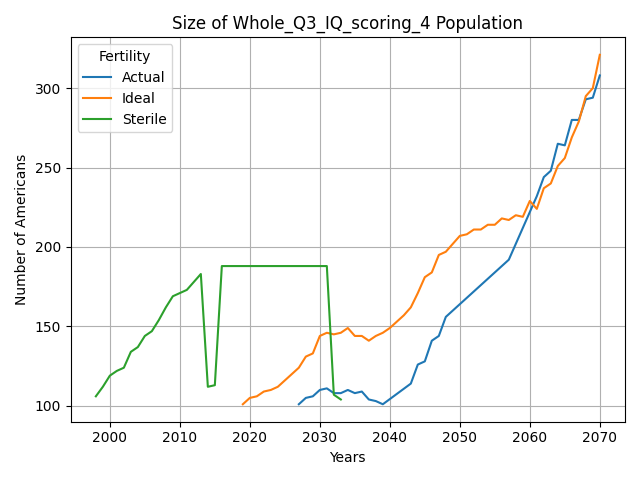 Size of Whole_Q3_IQ_scoring_4 Population
Fertility
Actual
Ideal
Sterile
Number of Americans
300
250
200
150
100
2000 2010 2020 2030 2040 2050 2060 2070
Years